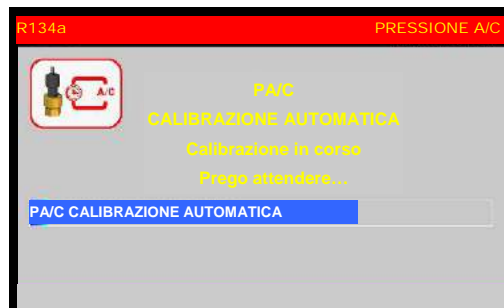 R134a PRESSIONE A/C
A/C
PA/C
CALIBRAZIONE AUTOMATICA
Calibrazione in corso
Prego attendere...
PA/C CALIBRAZIONE AUTOMATICA